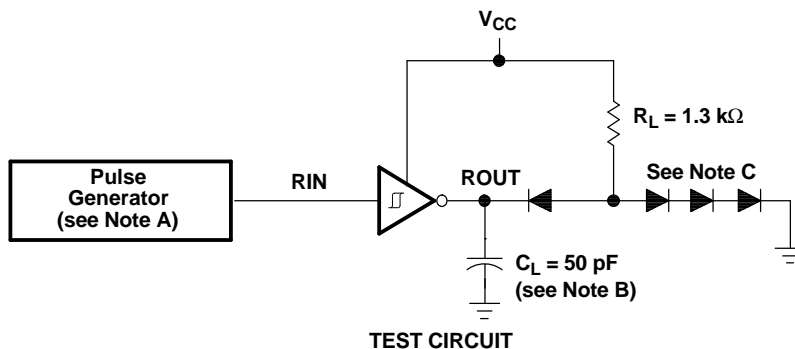 VCC
RL = 1.3 kΩ
Pulse
Generator
(see Note A)
RIN
ROUT
See Note C
CL = 50 pF
(see Note B)
TEST CIRCUIT